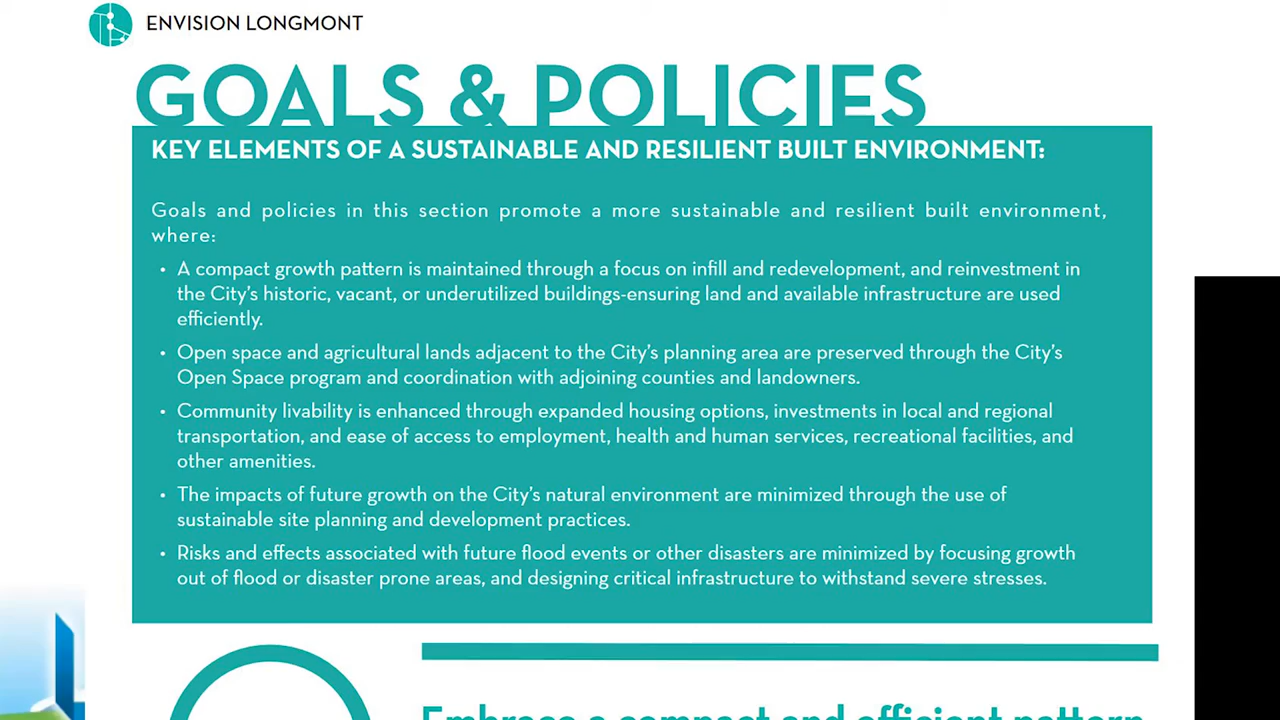 ENVISION LONGMONT
GOALS & POLICIES
KEY ELEMENTS OF A SUSTAINABLE AND RESILIENT BUILT ENVIRONMENT:
Goals and policies in this section promote a more sustainable and resilient built environment,
where:
• A compact growth pattern is maintained through a focus on infill and redevelopment, and reinvestment in
the City's historic, vacant, or underutilized buildings-ensuring land and available infrastructure are used
efficiently.
• Open space and agricultural lands adjacent to the City's planning area are preserved through the City's
Open Space program and coordination with adjoining counties and landowners.
• Community livability is enhanced through expanded housing options, investments in local and regional
transportation, and ease of access to employment, health and human services, recreational facilities, and
other amenities.
• The impacts of future growth on the City's natural environment are minimized through the use of
sustainable site planning and development practices.
• Risks and effects associated with future flood events or other disasters are minimized by focusing growth
out of flood or disaster prone areas, and designing critical infrastructure to withstand severe stresses.
Embrace a compact and efficient pattern